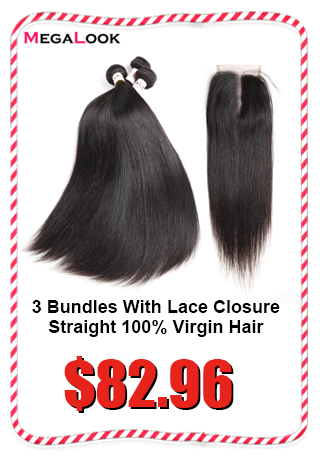 MEGALOOK
3 Bundles With Lace Closure
Straight 100% Virgin Hair
$82.96